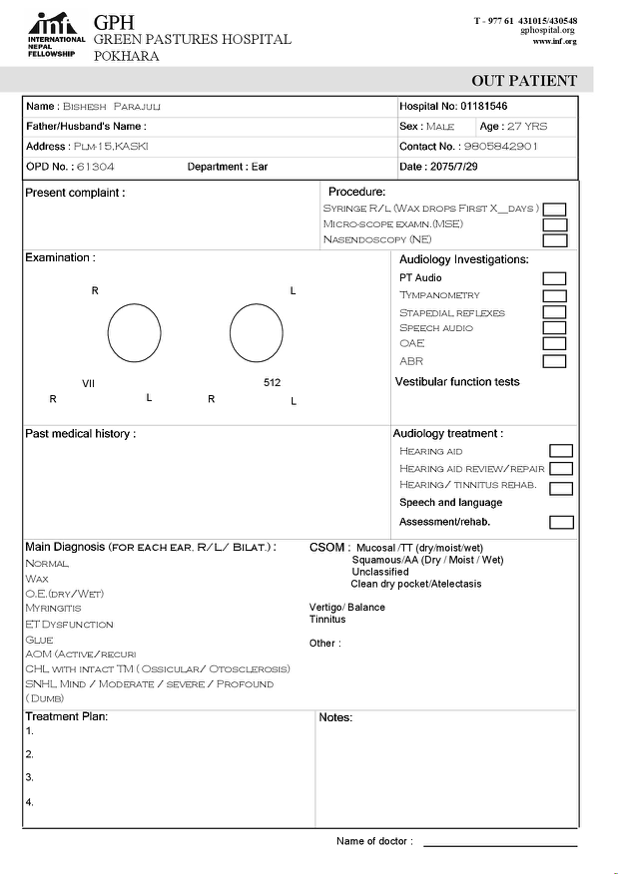 inf
INTERNATIONAL
NEPAL
FELLOWSHIP
GPH
GREEN PASTURES HOSPITAL
POKHARA
T - 977 61 431015/430548
gphospital.org
www.inf.org
OUT PATIENT
Name : Bishesh Parajuli Hospital No: 01181546
Father/Husband's Name : Sex : Male Age : 27 YRS
Address : Plm-15,KASKI Contact No. : 9805842901
OPD No. : 61304 Department : Ear Date : 2075/7/29
Present complaint :
Procedure:
Syringe R/L (Wax drops First X__days )
Micro-scope examn.(MSE)
Nasendoscopy (NE)
Examination :
R L
VII 512
R L R L
Audiology Investigations:
PT Audio
Tympanometry
Stapedial reflexes
Speech audio
OAE
ABR
Vestibular function tests
Past medical history :
Audiology treatment :
Hearing aid
Hearing aid review/repair
Hearing/ tinnitus rehab.
Speech and language
Assessment/rehab.
Main Diagnosis (for each ear, R/L/ Bilat.) :
Normal
Wax
O.E.(dry/Wet)
Myringitis
ET Dysfunction
Glue
AOM (Active/recur)
CHL with intact TM ( Ossicular/ Otosclerosis)
SNHL Mind / Moderate / severe / Profound
( Dumb)
CSOM : Mucosal /TT (dry/moist/wet)
Squamous/AA (Dry / Moist / Wet)
Unclassified
Clean dry pocket/Atelectasis
Vertigo/ Balance
Tinnitus
Other :
Treatment Plan:
1.
2.
3.
4.
Notes:
Name of doctor :